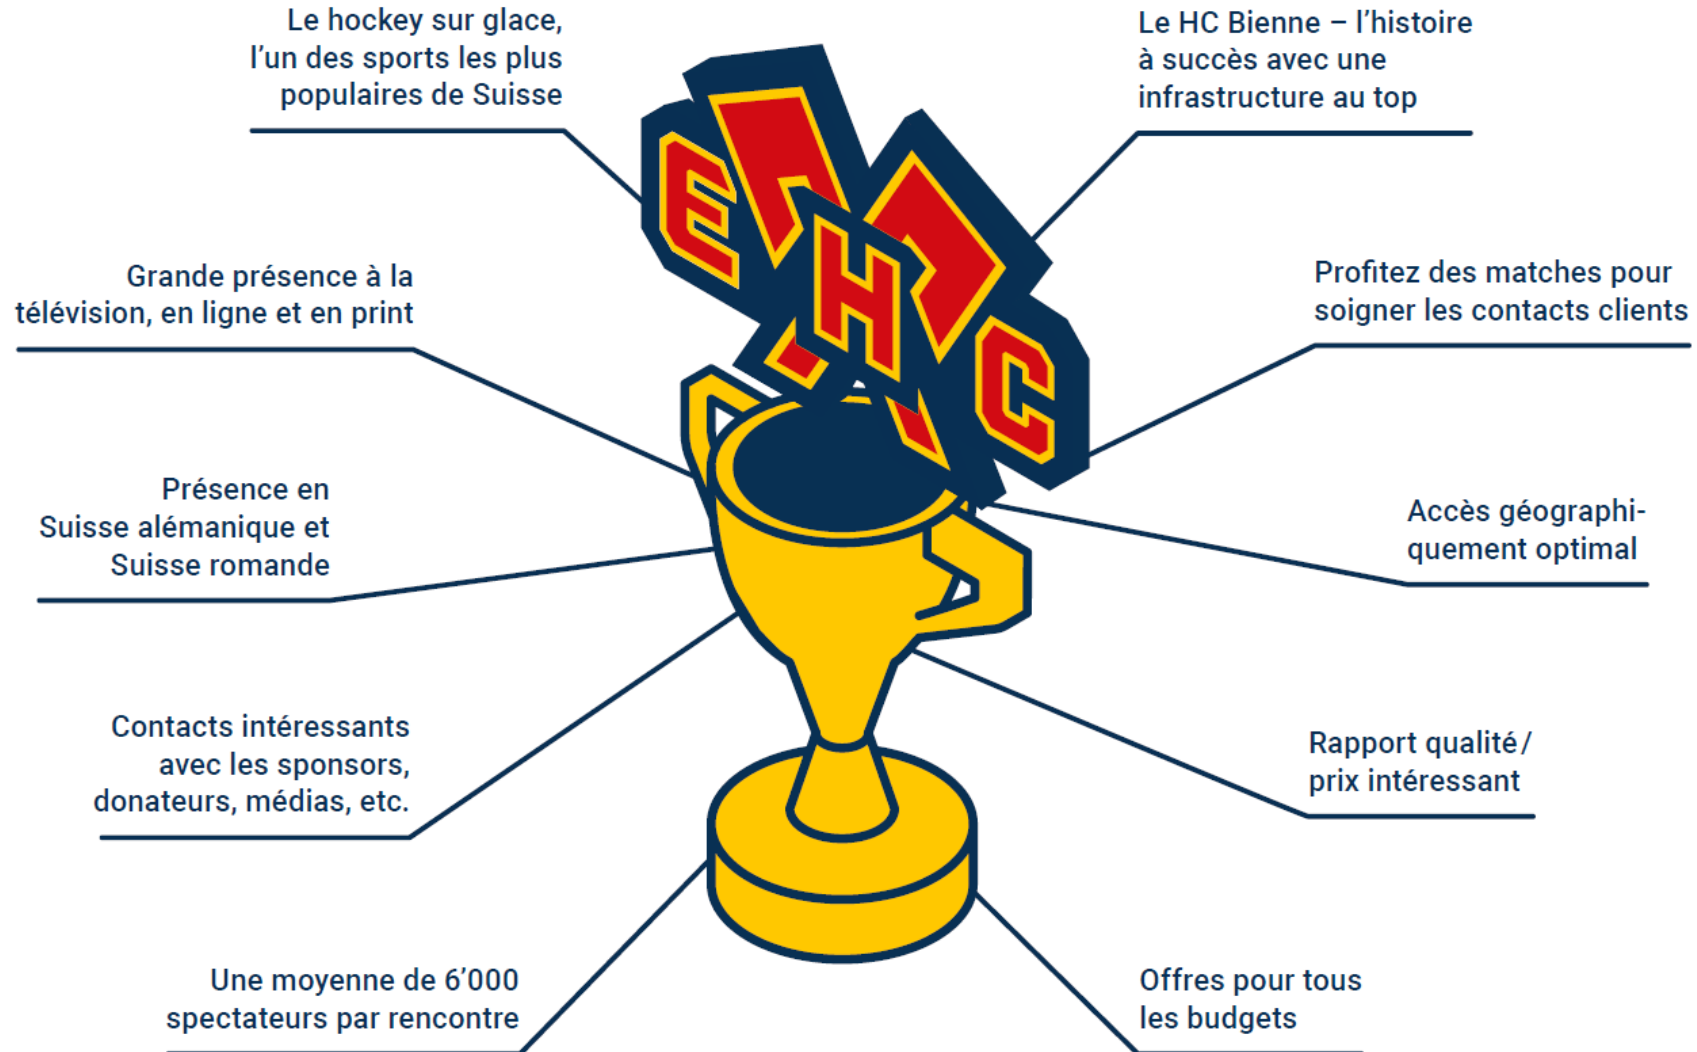 Le hockey sur glace,
l'un des sports les plus
populaires de Suisse
Le HC Bienne – l'histoire
à succès avec une
infrastructure au top
E
H
C
Grande présence à la
télévision, en ligne et en print
Profitez des matches pour
soigner les contacts clients
Présence en
Suisse alémanique et
Suisse romande
Accès géographi-
quement optimal
Contacts intéressants
avec les sponsors,
donateurs, médias, etc.
Rapport qualité/
prix intéressant
Une moyenne de 6'000
spectateurs par rencontre
Offres pour tous
les budgets